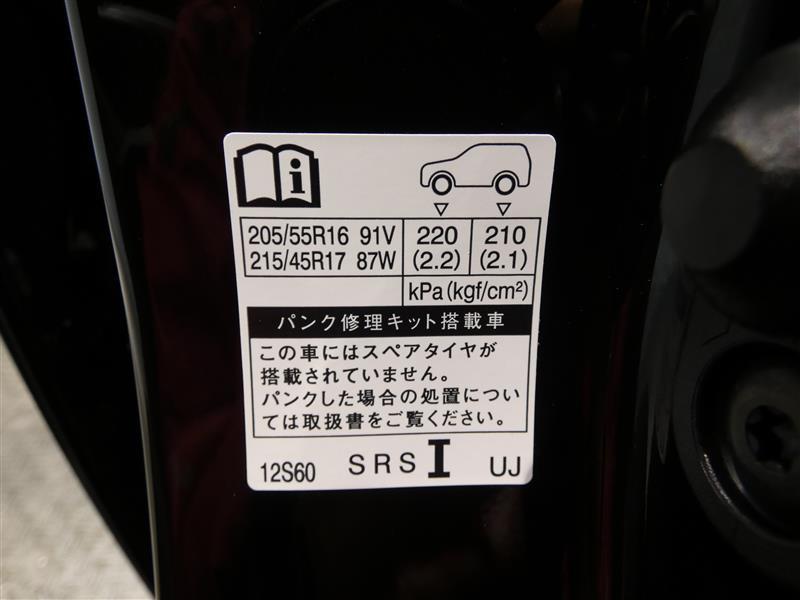 i
205/55R16 91V 220 210
215/45R17 87W (2.2) (2.1)
kPa(kgf/cm²)
パンク修理キット搭載車
この車にはスペアタイヤが
搭載されていません。
パンクした場合の処置につい
ては取扱書をご覧ください。
12S60 SRS I UJ